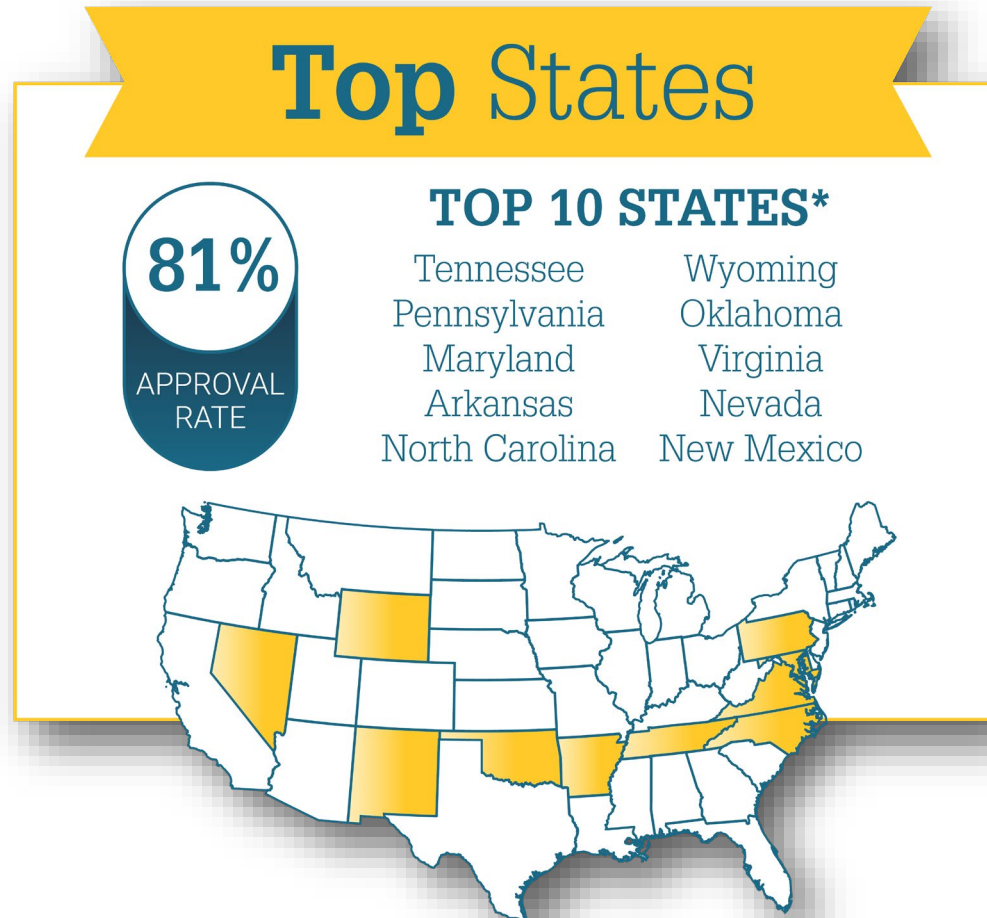 Top States
81%
APPROVAL
RATE
TOP 10 STATES*
Tennessee
Pennsylvania
Maryland
Arkansas
North Carolina
Wyoming
Oklahoma
Virginia
Nevada
New Mexico